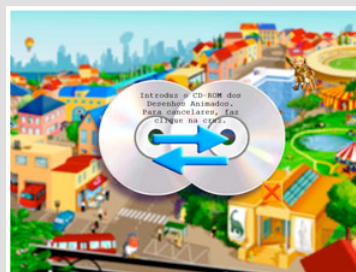 Introduz o CD-ROM dos
Desenhos Animados.
Para cancelares, faz
clique na cruz.